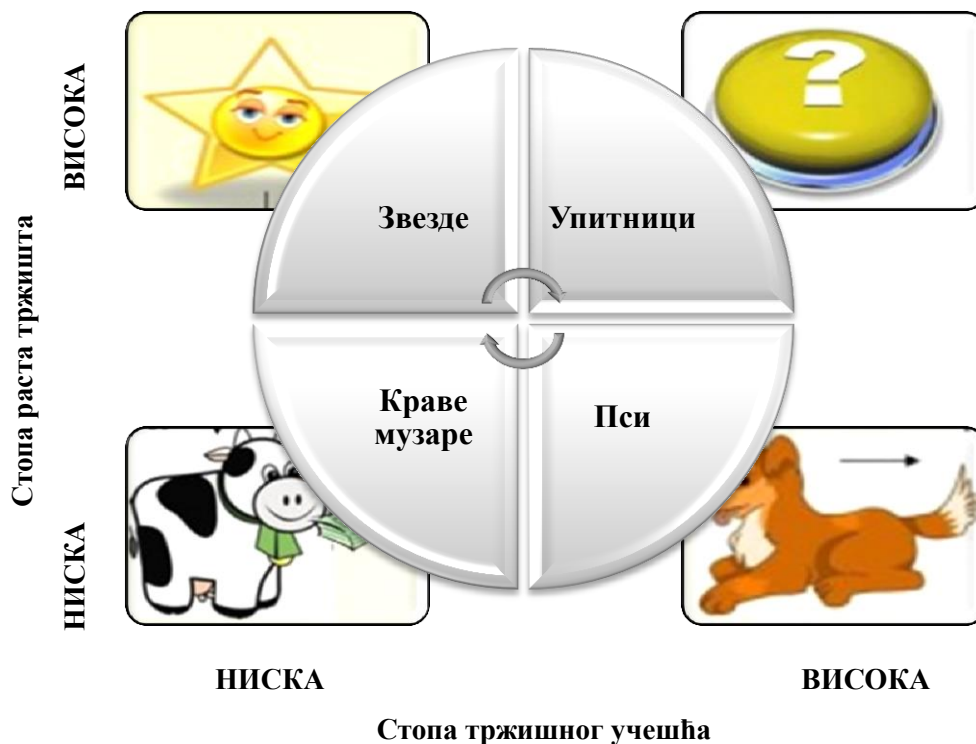 ВИСОКА
Стопа раста тржишта
НИСКА
?
Звезде
Упитници
Краве
музаре
Пси
НИСКА
ВИСОКА
Стопа тржишног учешћа